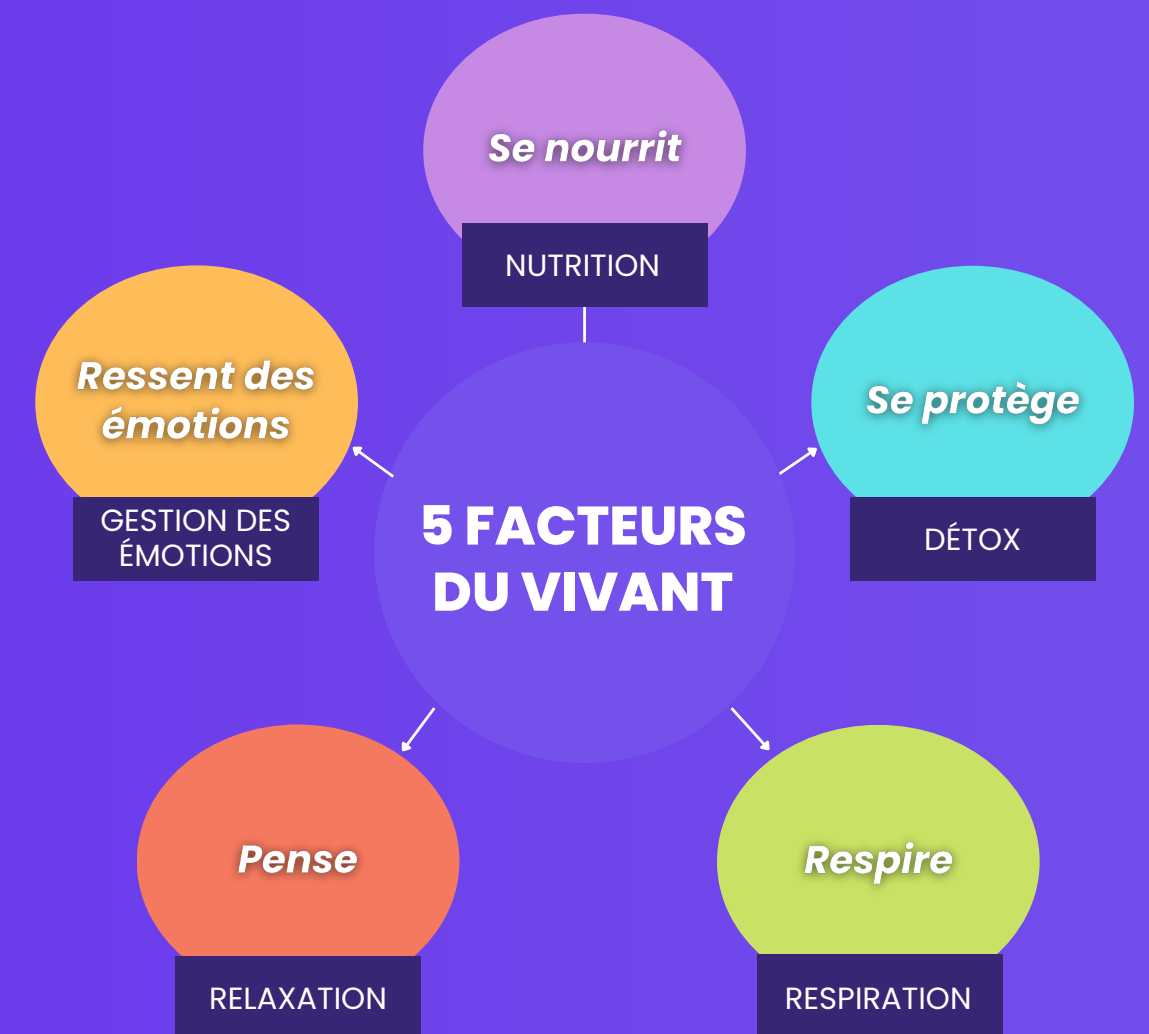 Se nourrit
NUTRITION
Ressent des
émotions
GESTION DES
ÉMOTIONS
Se protège
DÉTOX
5 FACTEURS
DU VIVANT
Pense
RELAXATION
Respire
RESPIRATION